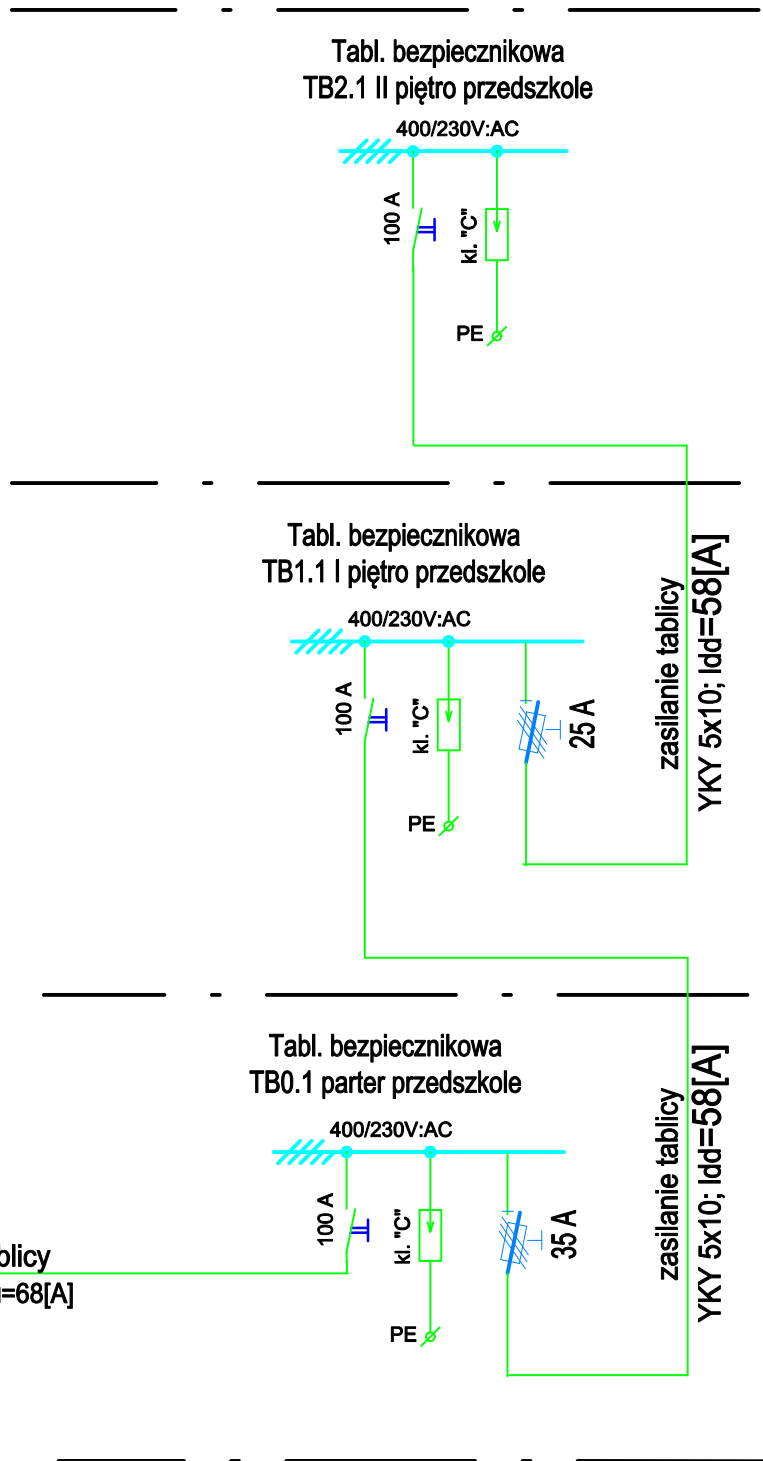 Tabl. bezpiecznikowa
TB2.1 II piętro przedszkole
400/230V:AC
100 A
kl. "C"
PE
Tabl. bezpiecznikowa
TB1.1 I piętro przedszkole
400/230V:AC
100 A
kl. "C"
25 A
PE
zasilanie tablicy
YKY 5x10; Idd=58[A]
Tabl. bezpiecznikowa
TB0.1 parter przedszkole
400/230V:AC
100 A
kl. "C"
35 A
PE
zasilanie tablicy
YKY 5x10; Idd=58[A]
blicy
=68[A]